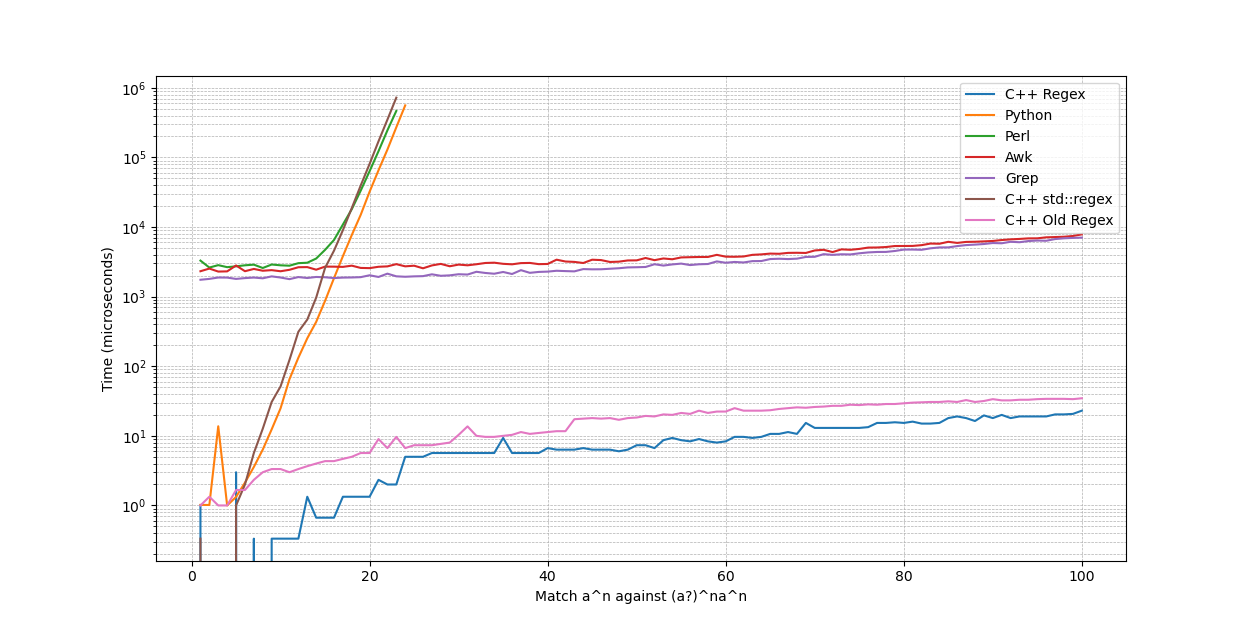 10^6
10^5
10^4
10^3
10^2
10^1
10^0
Time (microseconds)
C++ Regex
Python
Perl
Awk
Grep
C++ std::regex
C++ Old Regex
0 20 40 60 80 100
Match a^n against (a?)^na^n